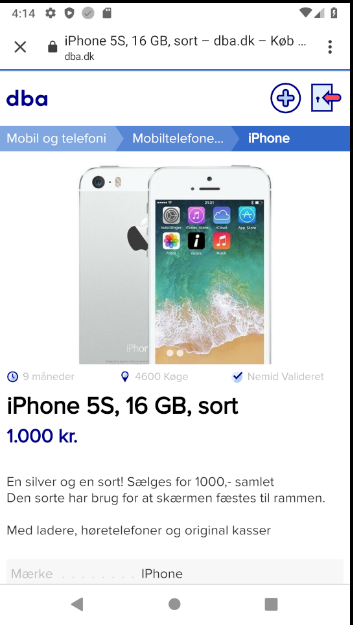 4:14
iPhone 5S, 16 GB, sort – dba.dk – Køb ...
dba.dk
dba
Mobil og telefoni
Mobiltelefone...
iPhone
9 måneder
4600 Køge
Nemid Valideret
iPhone 5S, 16 GB, sort
1.000 kr.
En silver og en sort! Sælges for 1000,- samlet
Den sorte har brug for at skærmen fæstes til rammen.
Med ladere, høretelefoner og original kasser
Mærke . . . . . . . . iPhone